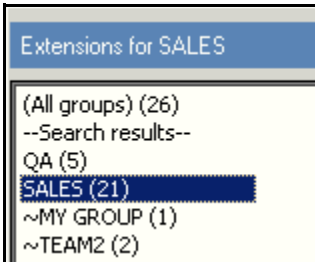 Extensions for SALES
(All groups) (26)
--Search results--
QA (5)
SALES (21)
~MY GROUP (1)
~TEAM2 (2)